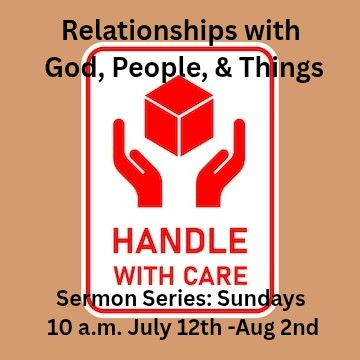 Relationships with
God, People, & Things
HANDLE
WITH CARE
Sermon Series: Sundays
10 a.m. July 12th -Aug 2nd